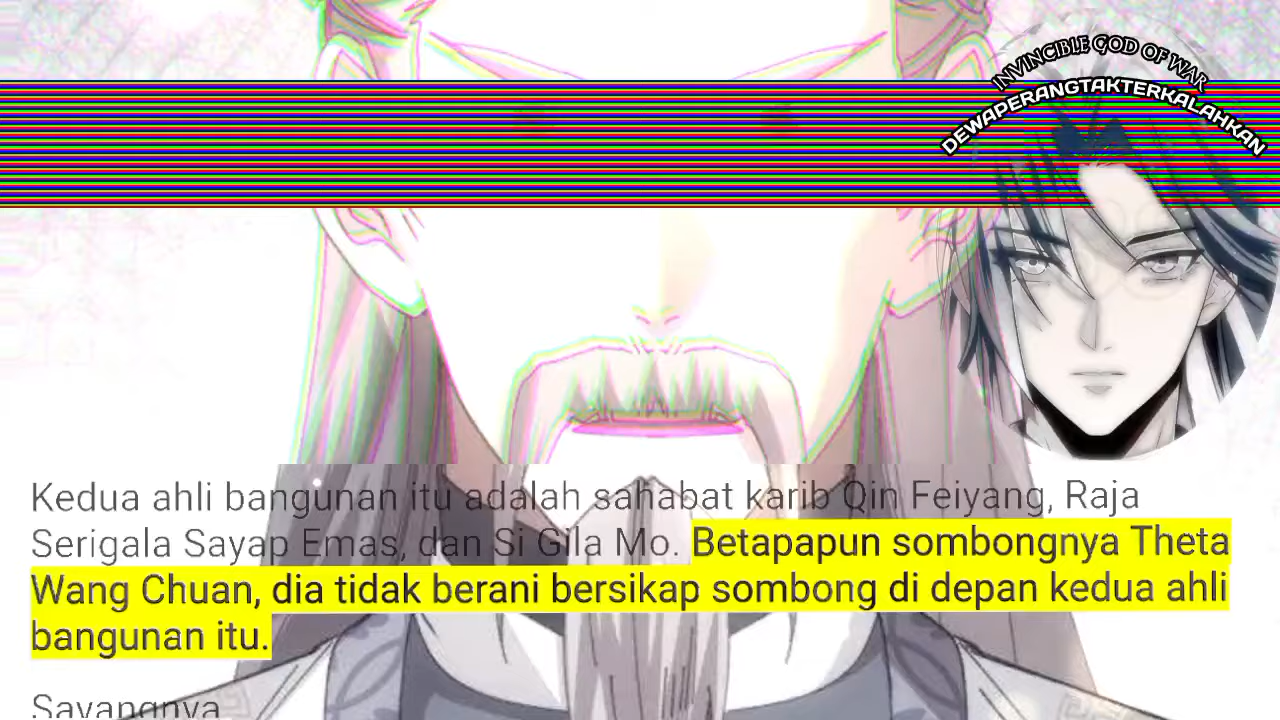 INVINCIBLE GOD OF WAR
DEWAPERANGTAKTERKALAHKAN
Kedua ahli bangunan itu adalah sahabat karib Qin Feiyang, Raja
Serigala Sayap Emas, dan Si Gila Mo. Betapapun sombongnya Theta
Wang Chuan, dia tidak berani bersikap sombong di depan kedua ahli
bangunan itu.
Sayangnya